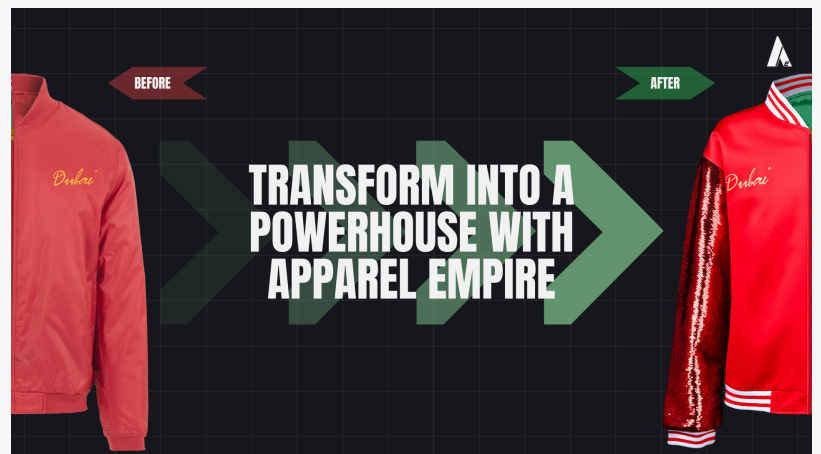 BEFORE
AFTER
Dubai
TRANSFORM INTO A
POWERHOUSE WITH
APPAREL EMPIRE
Dubai